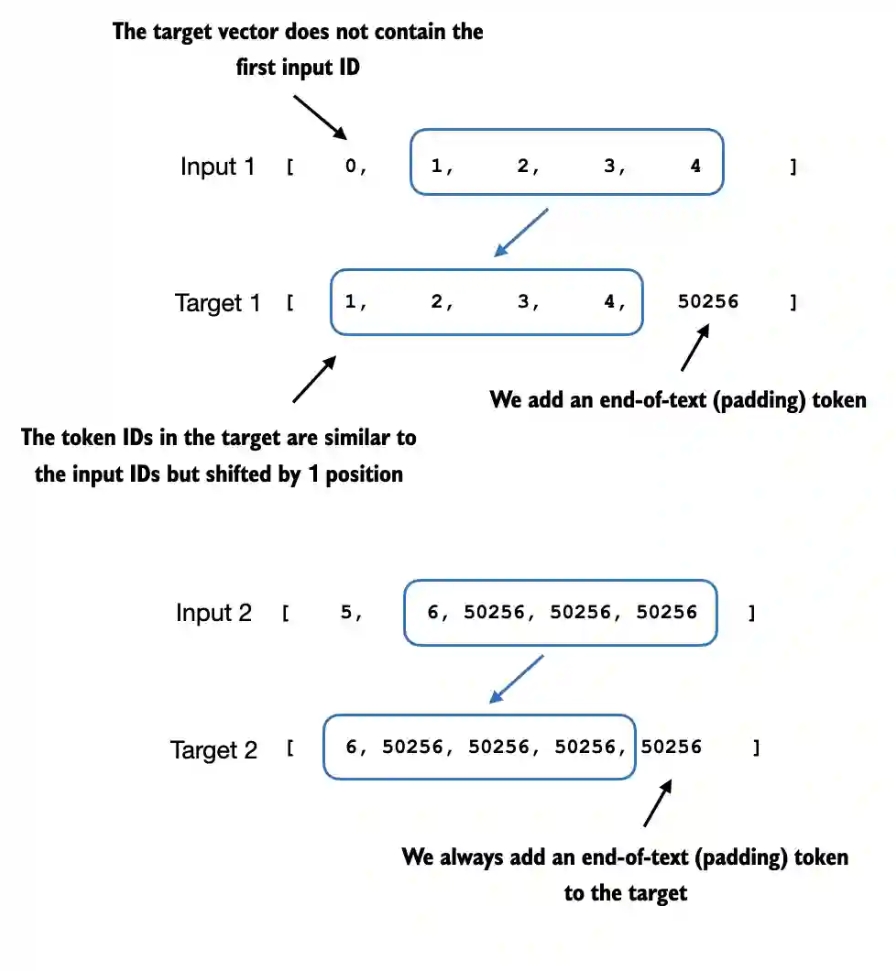 The target vector does not contain the
first input ID
Input 1 [ 0, 1, 2, 3, 4 ]
Target 1 [ 1, 2, 3, 4, 50256 ]
We add an end-of-text (padding) token
The token IDs in the target are similar to
the input IDs but shifted by 1 position
Input 2 [ 5, 6, 50256, 50256, 50256 ]
Target 2 [ 6, 50256, 50256, 50256, 50256 ]
We always add an end-of-text (padding) token
to the target